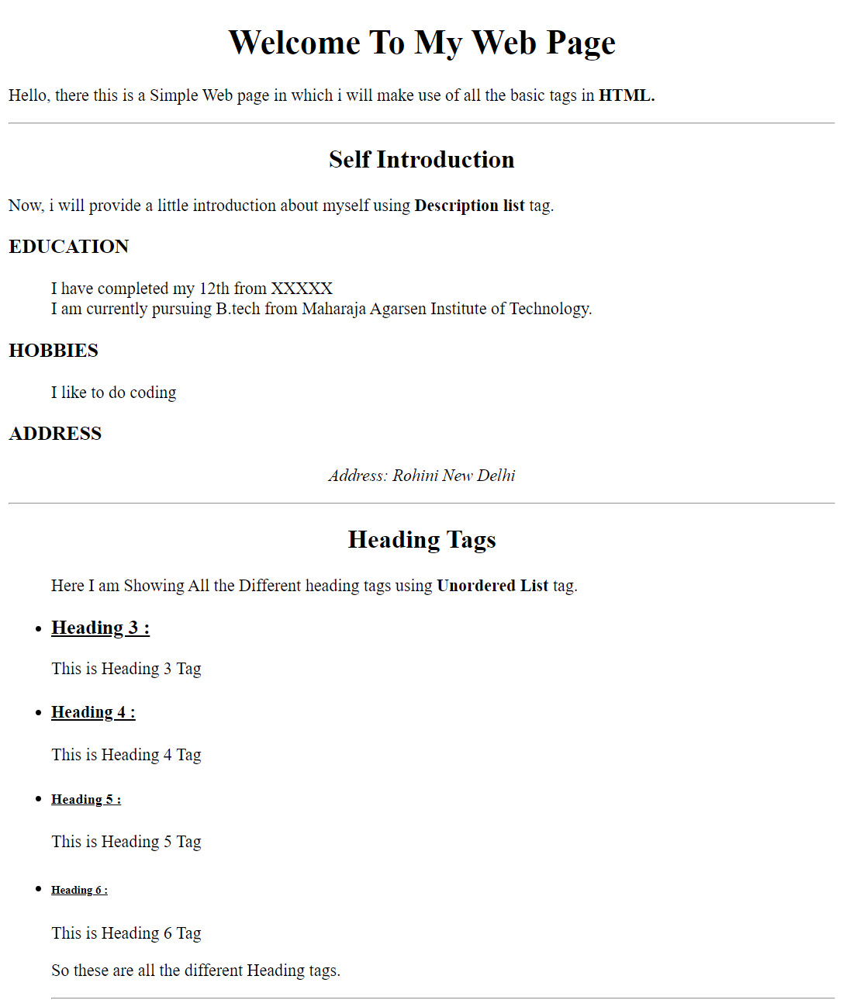 Welcome To My Web Page
Hello, there this is a Simple Web page in which i will make use of all the basic tags in HTML.
Self Introduction
Now, i will provide a little introduction about myself using Description list tag.
EDUCATION
I have completed my 12th from XXXXX
I am currently pursuing B.tech from Maharaja Agarsen Institute of Technology.
HOBBIES
I like to do coding
ADDRESS
Address: Rohini New Delhi
Heading Tags
Here I am Showing All the Different heading tags using Unordered List tag.
• Heading 3 :
This is Heading 3 Tag
• Heading 4 :
This is Heading 4 Tag
• Heading 5 :
This is Heading 5 Tag
• Heading 6 :
This is Heading 6 Tag
So these are all the different Heading tags.